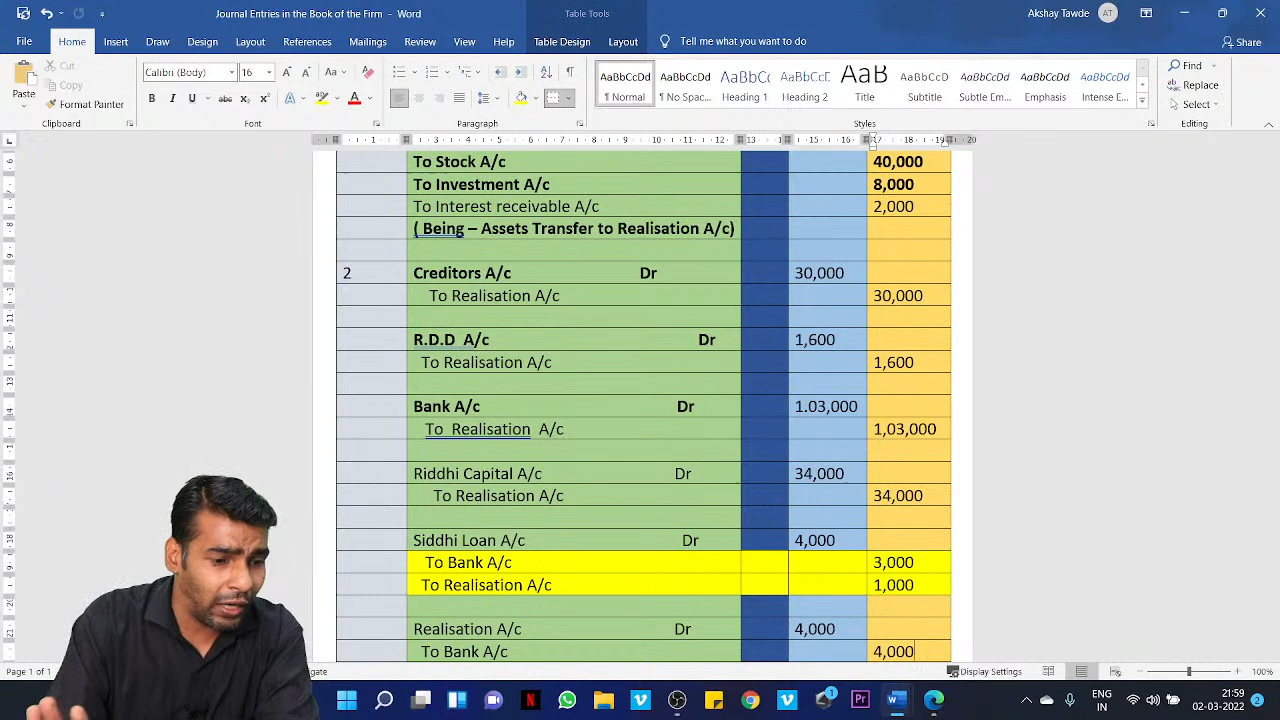 Journal Entries in the Book of the Firm - Word
Table Tools
Akshay Tawde AT
File Home Insert Draw Design Layout References Mailings Review View Help Table Design Layout Tell me what you want to do Share
Cut
Copy
Format Painter
Paste
Calibri (Body) 16
AaBbCcDd AaBbCcDd AaBbCc AaBbCcE AaB AaBbCcD AaBbCcDd AaBbCcDd AaBbCcDd
¶ Normal ¶ No Spac... Heading 1 Heading 2 Title Subtitle Subtle Em... Emphasis Intense E...
Find
Replace
Select
Clipboard Font Paragraph Styles Editing
To Stock A/c 40,000
To Investment A/c 8,000
To Interest receivable A/c 2,000
( Being – Assets Transfer to Realisation A/c)
2 Creditors A/c Dr 30,000
To Realisation A/c 30,000
R.D.D A/c Dr 1,600
To Realisation A/c 1,600
Bank A/c Dr 1.03,000
To Realisation A/c 1,03,000
Riddhi Capital A/c Dr 34,000
To Realisation A/c 34,000
Siddhi Loan A/c Dr 4,000
To Bank A/c 3,000
To Realisation A/c 1,000
Realisation A/c Dr 4,000
To Bank A/c 4,000
Page 1 of 1
Display Settings
100%
ENG
IN
21:59
02-03-2022